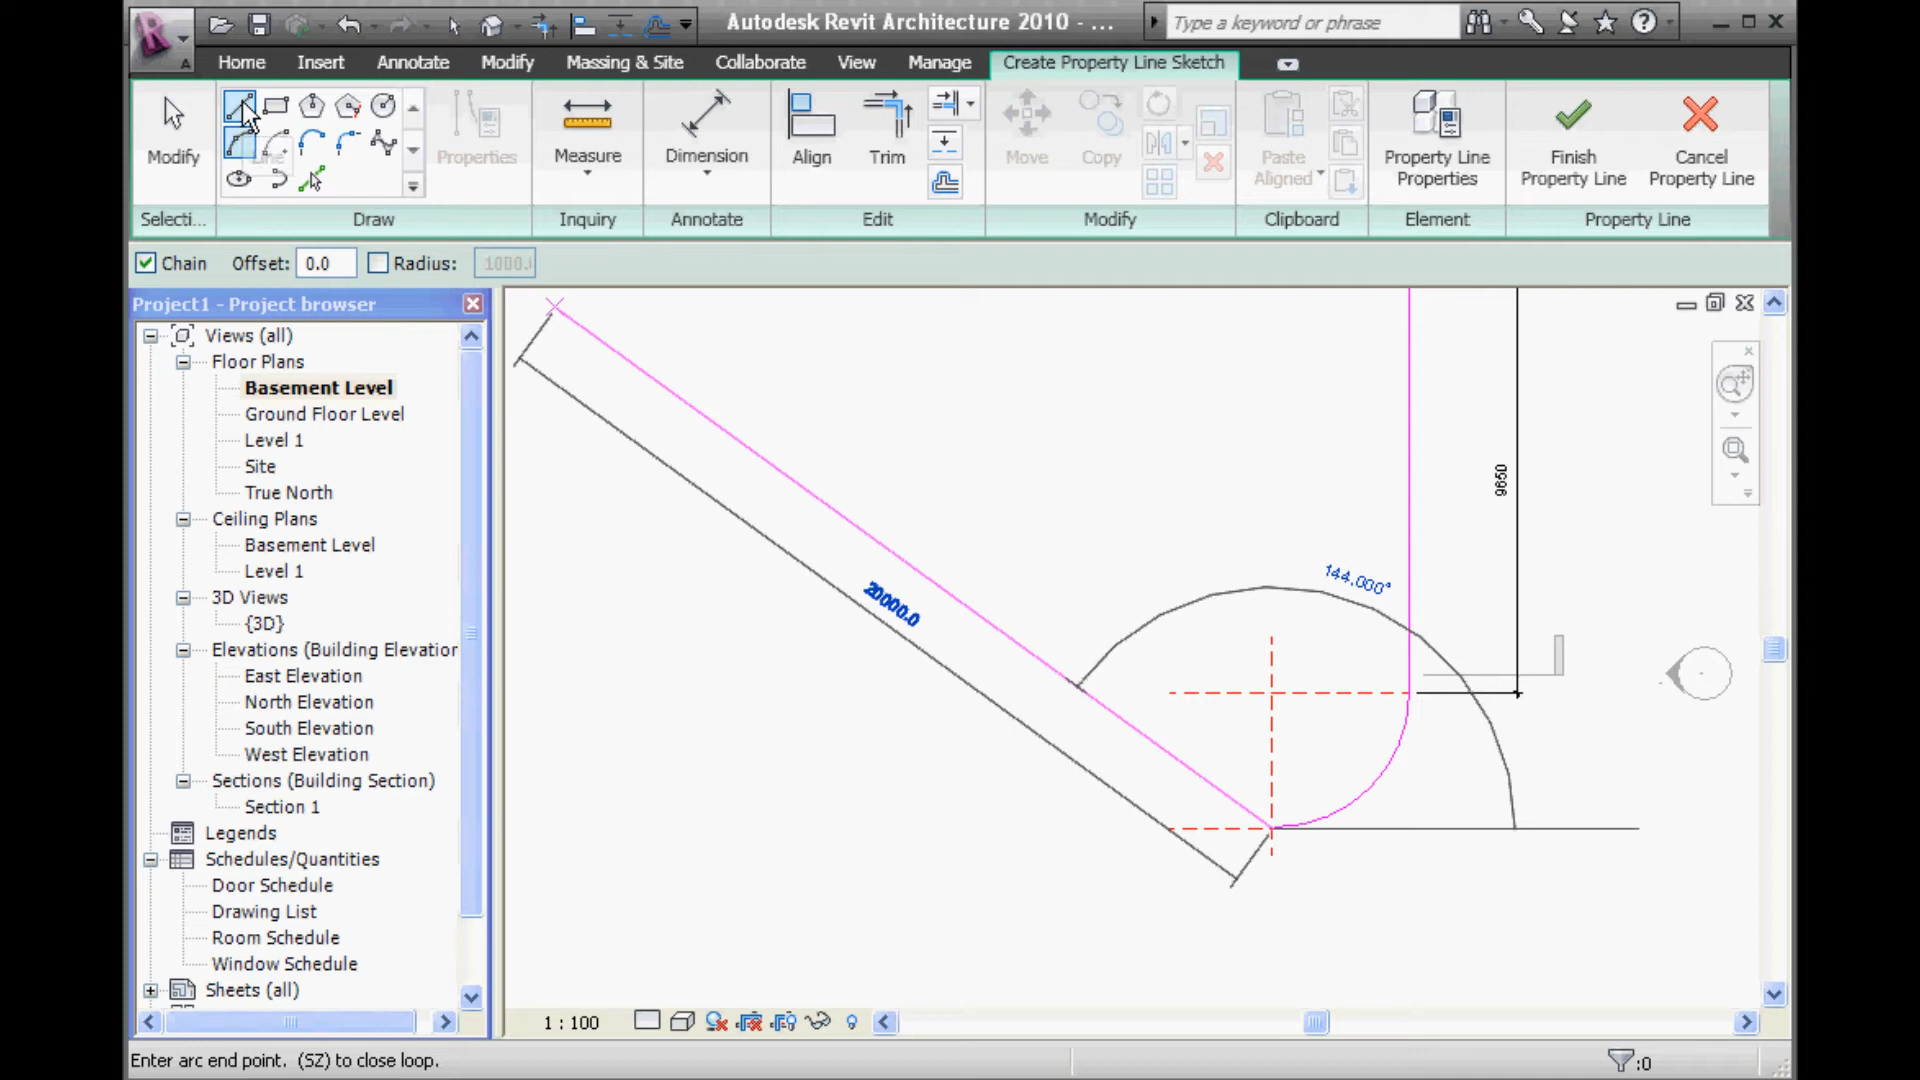 Autodesk Revit Architecture 2010 - ...
Type a keyword or phrase
Home
Insert
Annotate
Modify
Massing & Site
Collaborate
View
Manage
Create Property Line Sketch
Modify
Line
Properties
Measure
Dimension
Align
Trim
Move
Copy
Paste
Aligned
Property Line
Properties
Finish
Property Line
Cancel
Property Line
Selecti...
Draw
Inquiry
Annotate
Edit
Modify
Clipboard
Element
Property Line
Chain
Offset:
0.0
Radius:
1000.
Project1 - Project browser
Views (all)
Floor Plans
Basement Level
Ground Floor Level
Level 1
Site
True North
Ceiling Plans
Basement Level
Level 1
3D Views
{3D}
Elevations (Building Elevation
East Elevation
North Elevation
South Elevation
West Elevation
Sections (Building Section)
Section 1
Legends
Schedules/Quantities
Door Schedule
Drawing List
Room Schedule
Window Schedule
Sheets (all)
20000.0
144.000°
9650
1 : 100
Enter arc end point. (SZ) to close loop.
:0